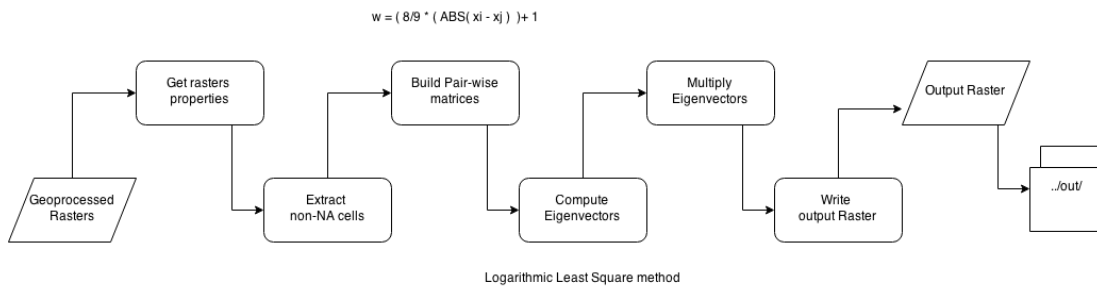 w = ( 8/9 * ( ABS( xi - xj )  )+ 1
Geoprocessed
Rasters
Get rasters
properties
Extract
non-NA cells
Build Pair-wise
matrices
Compute
Eigenvectors
Multiply
Eigenvectors
Write
output Raster
Output Raster
../out/
Logarithmic Least Square method